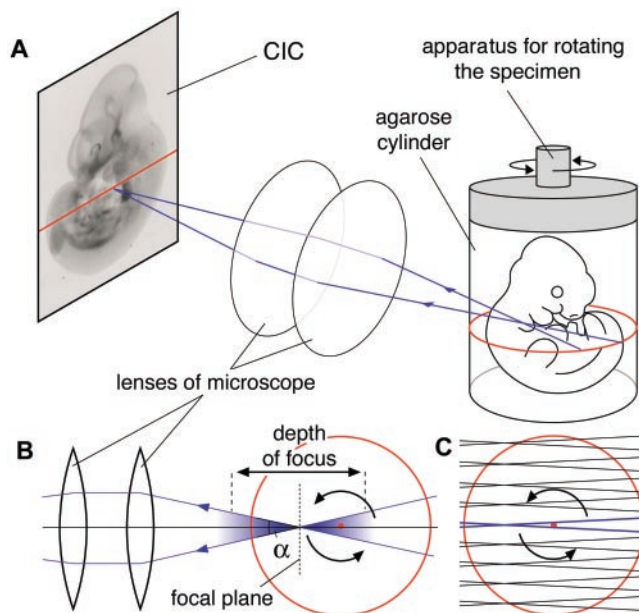 A
CIC
apparatus for rotating
the specimen
agarose
cylinder
lenses of microscope
B
depth
of focus
α
focal plane
C